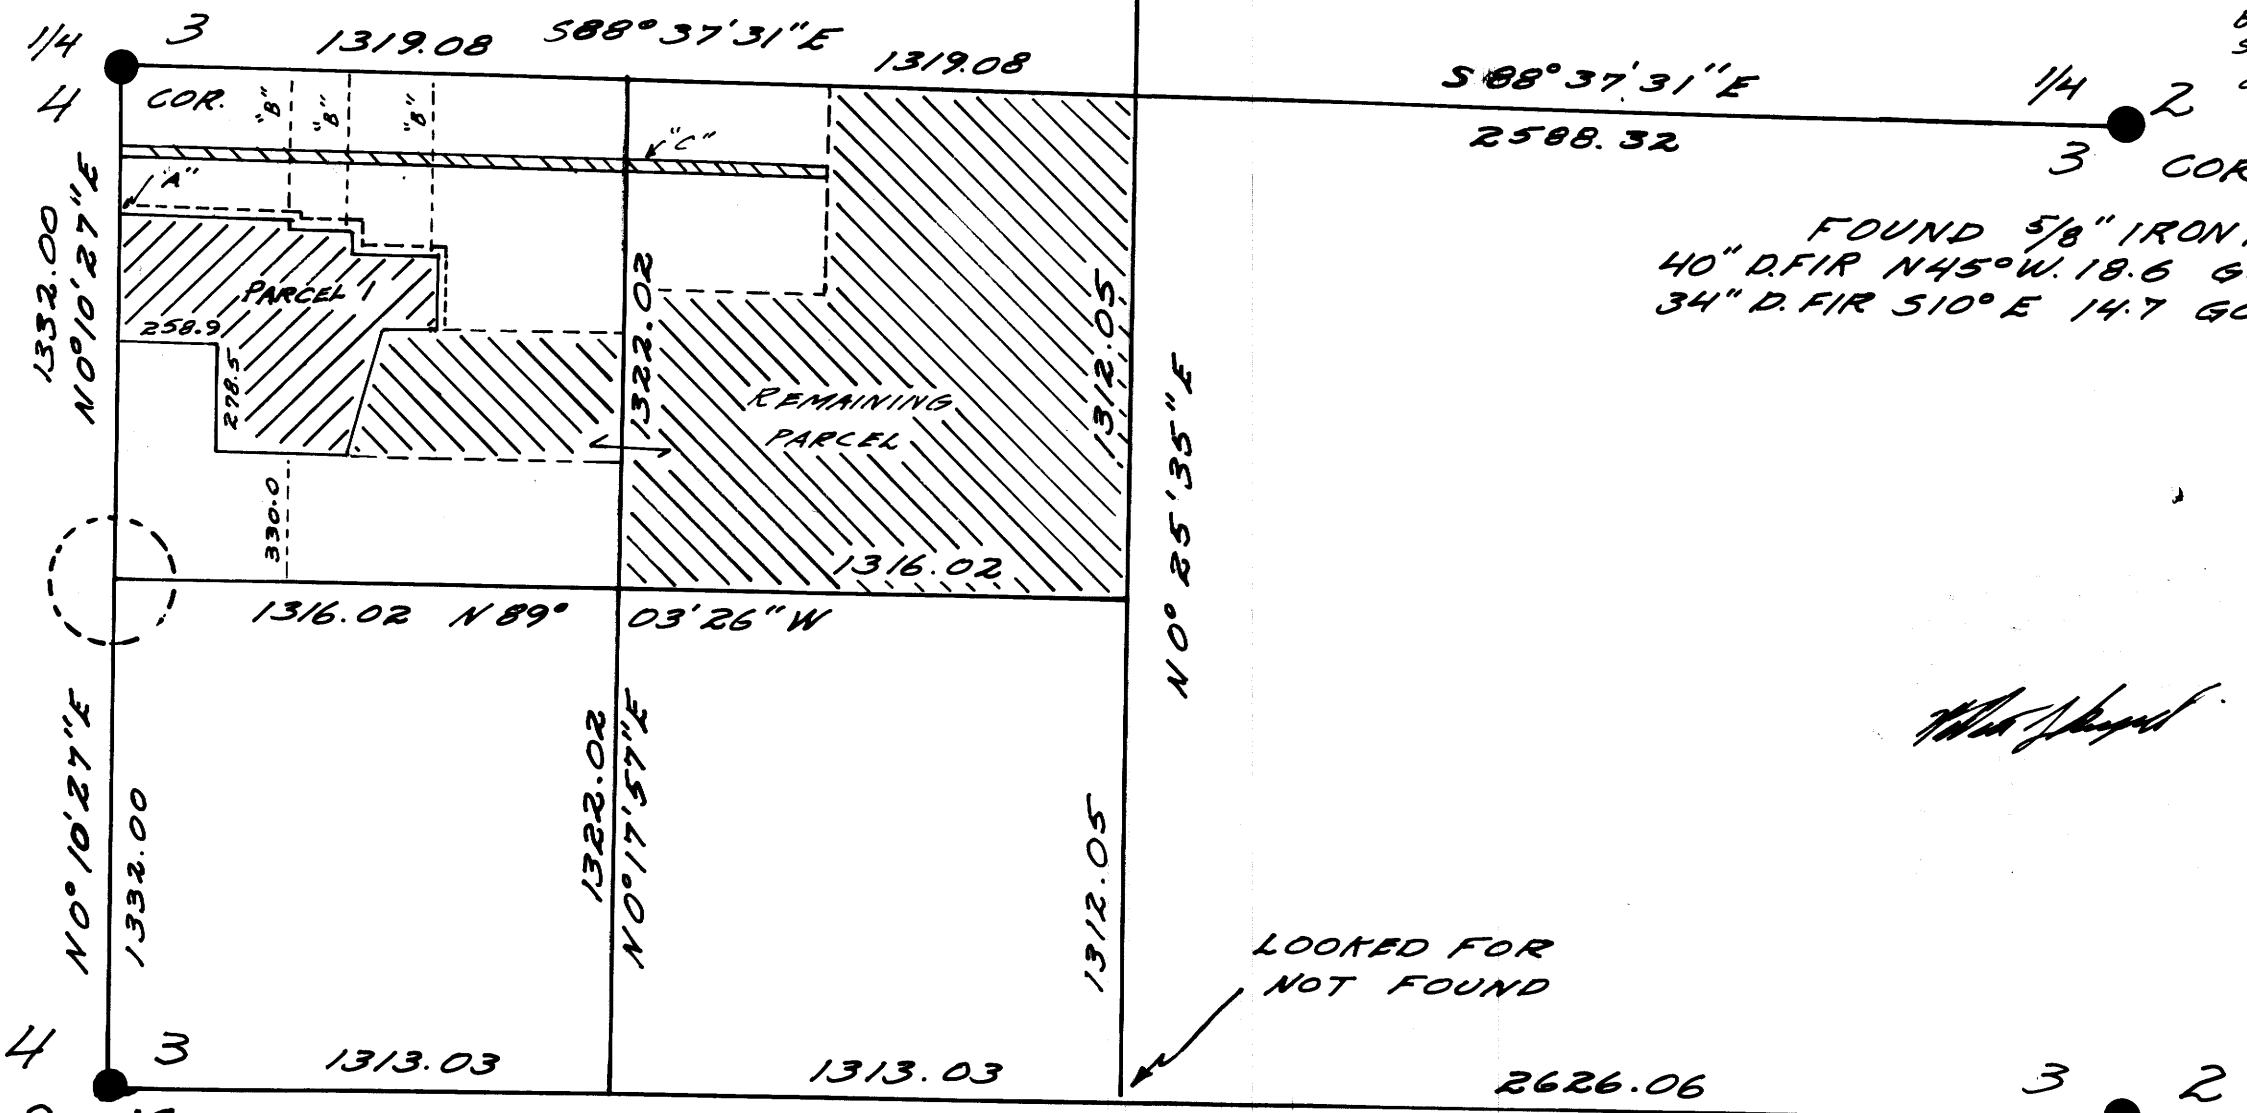 1/4 3
4 COR.
1319.08 S88°37'31"E 1319.08
S 88°37'31"E
2588.32
1/4 2
3 COR
"B" "B" "B"
"C"
"A"
1332.00
N0°10'27"E
PARCEL 1
258.9
278.5
330.0
1322.02
REMAINING
PARCEL
1312.05
N0°25'35"E
FOUND 5/8" IRON
40" D.FIR N45°W. 18.6
34" D.FIR S10°E 14.7
1316.02
1316.02 N89° 03'26"W
N0°10'27"E
1332.00
1322.02
N0°17'57"E
1312.05
LOOKED FOR
NOT FOUND
4 3
1313.03 1313.03 2626.06 3 2